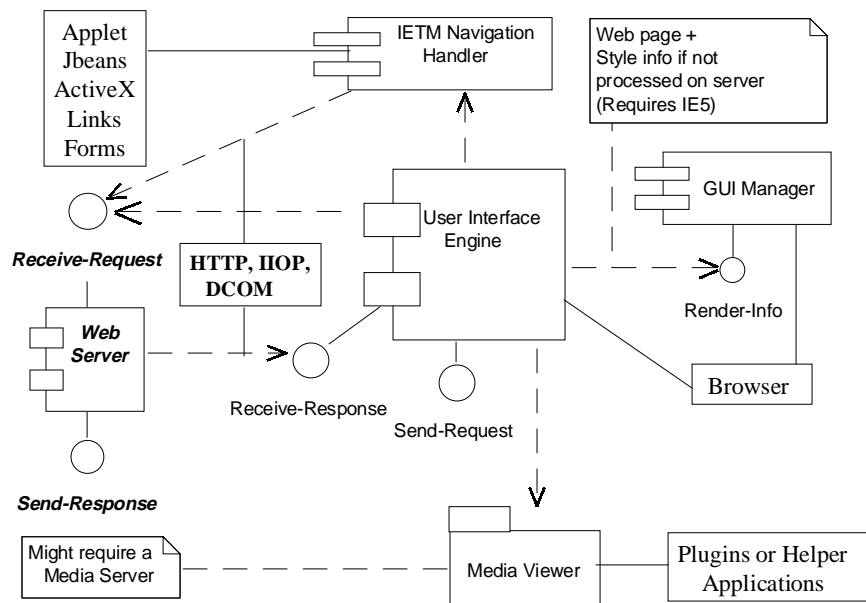 Applet
Jbeans
ActiveX
Links
Forms
IETM Navigation
Handler
Web page +
Style info if not
processed on server
(Requires IE5)
GUI Manager
User Interface
Engine
Receive-Request
HTTP, IIOP,
DCOM
Render-Info
Web
Server
Browser
Receive-Response
Send-Request
Send-Response
Might require a
Media Server
Media Viewer
Plugins or Helper
Applications